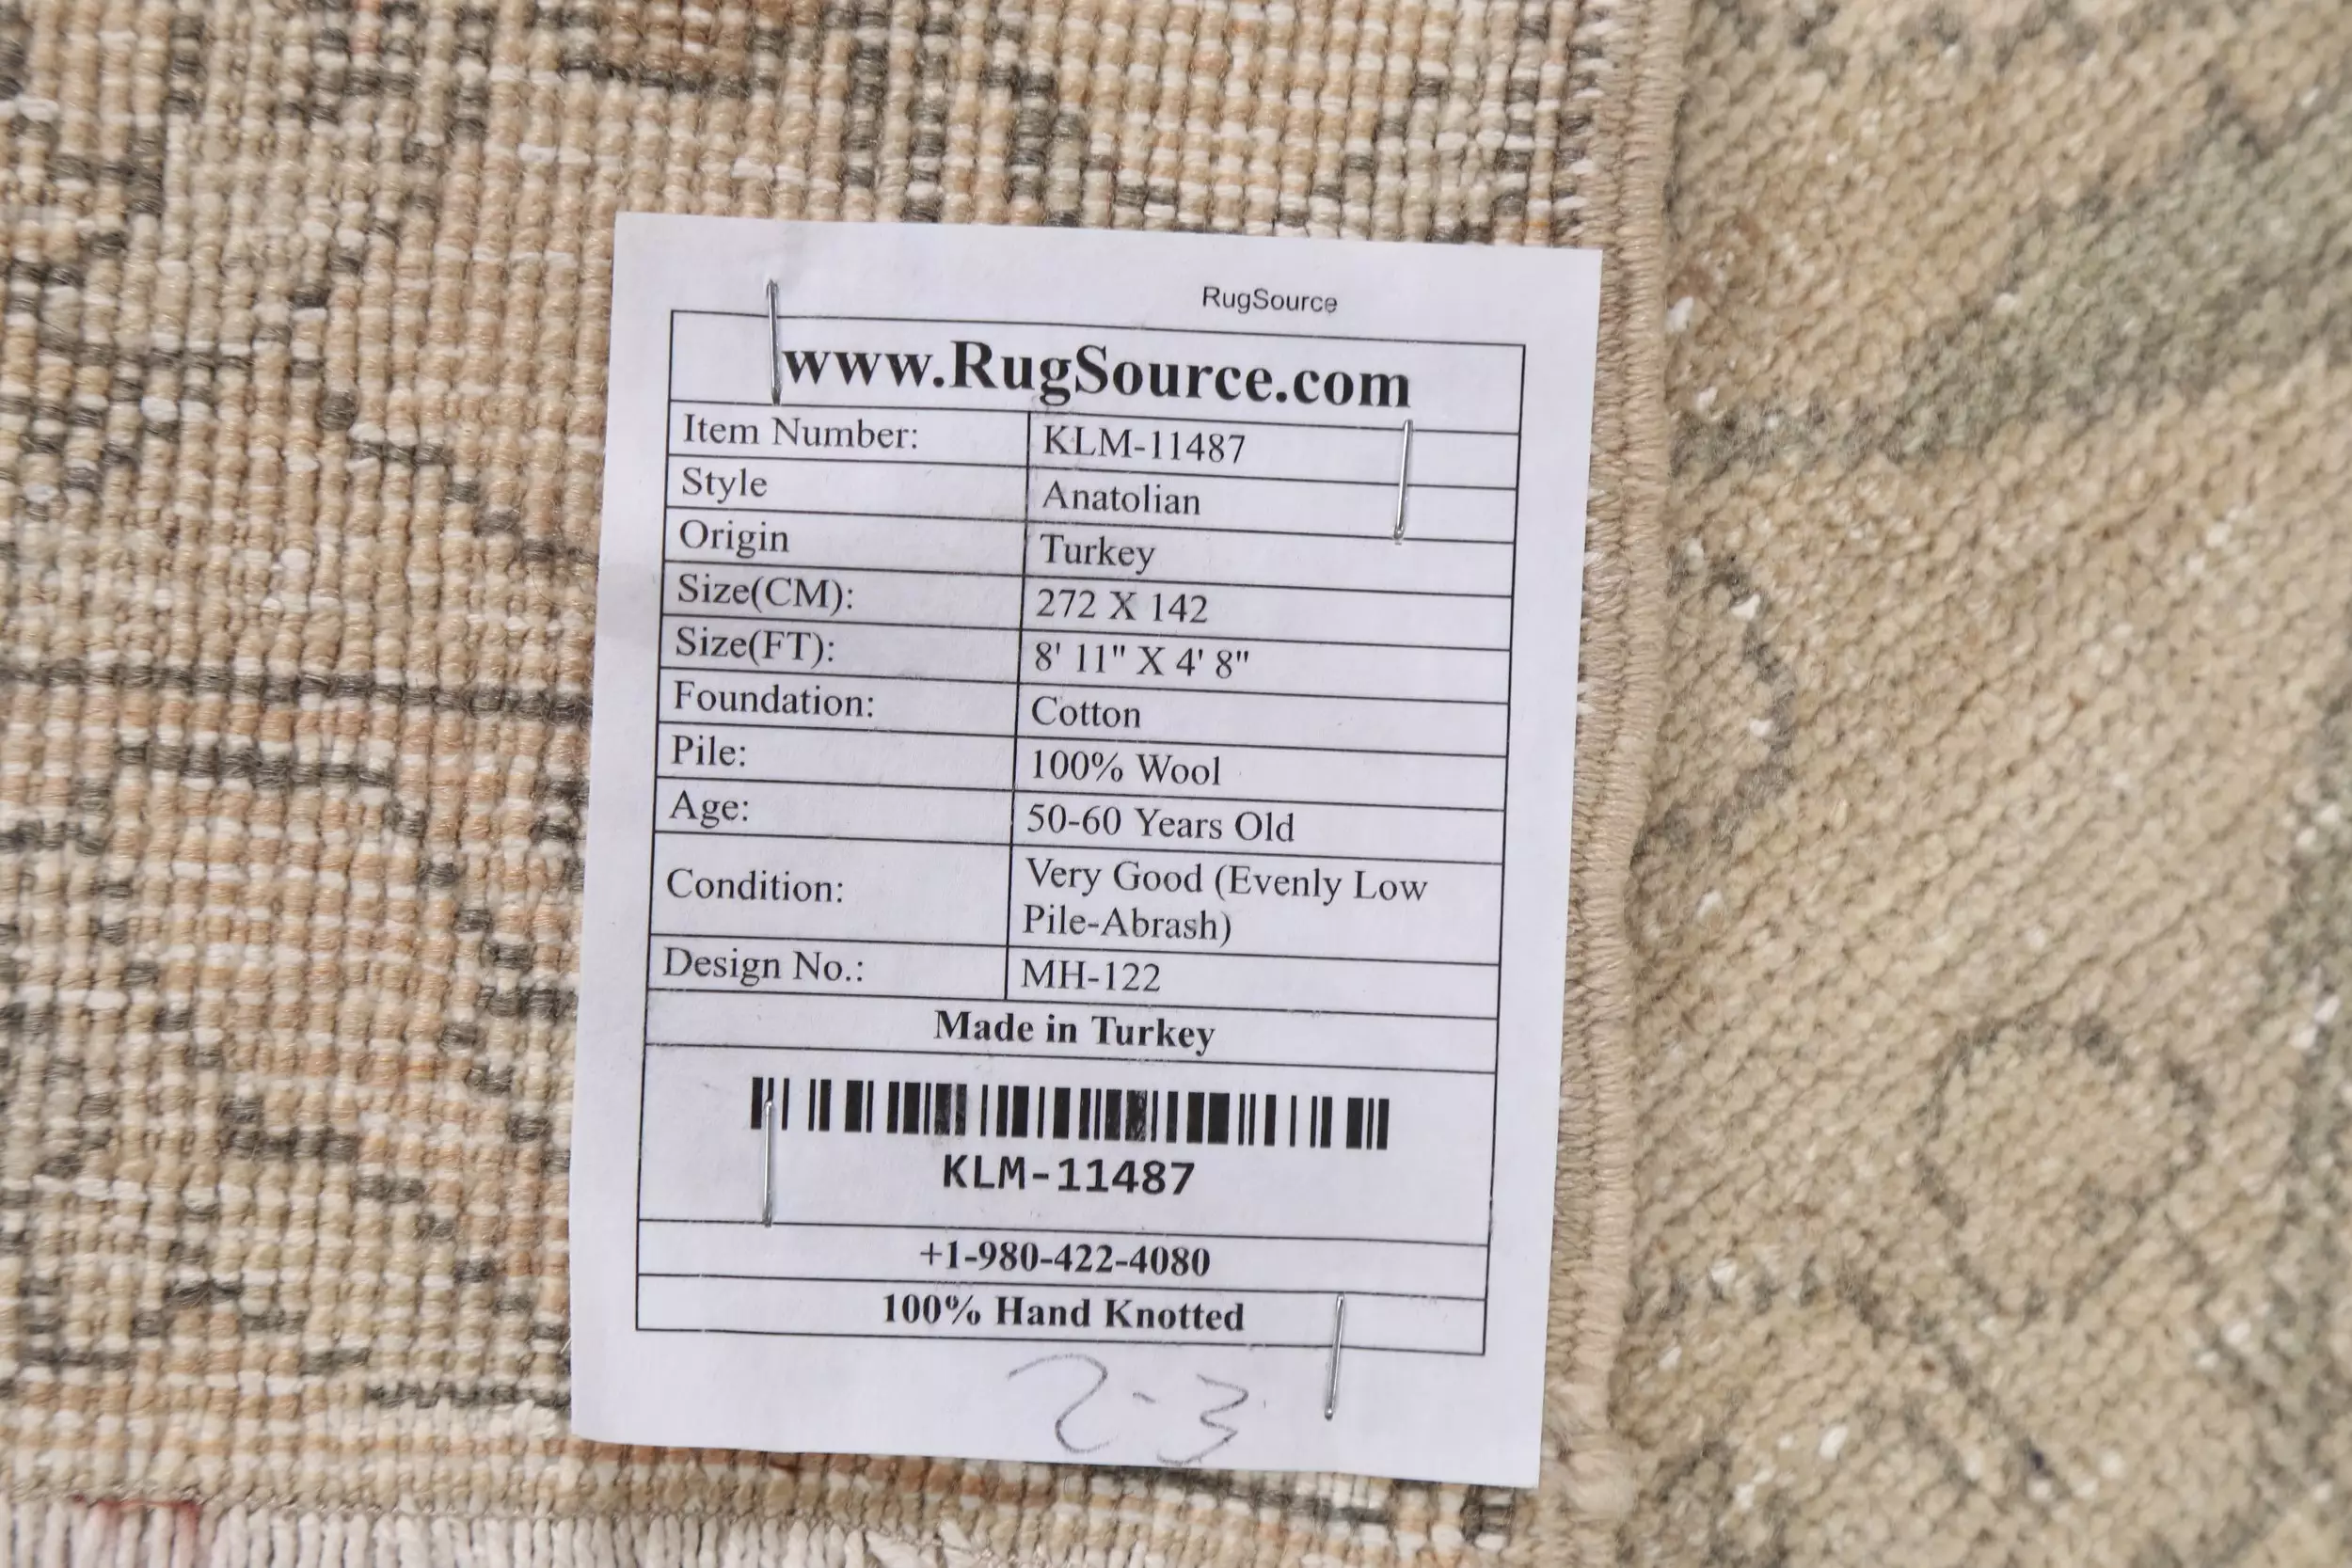 RugSource
www.RugSource.com
Item Number: KLM-11487
Style Anatolian
Origin Turkey
Size(CM): 272 X 142
Size(FT): 8' 11" X 4' 8"
Foundation: Cotton
Pile: 100% Wool
Age: 50-60 Years Old
Condition: Very Good (Evenly Low
Pile-Abrash)
Design No.: MH-122
Made in Turkey
KLM-11487
+1-980-422-4080
100% Hand Knotted
2-3